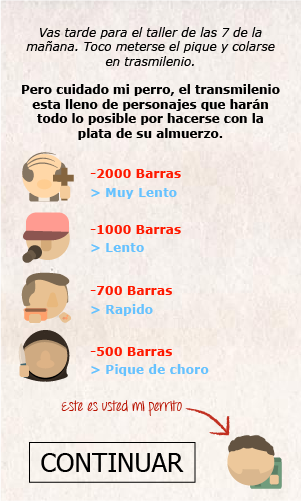 Vas tarde para el taller de las 7 de la
mañana. Toco meterse el pique y colarse
en trasmilenio.
Pero cuidado mi perro, el transmilenio
esta lleno de personajes que harán
todo lo posible por hacerse con la
plata de su almuerzo.
-2000 Barras
> Muy Lento
-1000 Barras
> Lento
-700 Barras
> Rapido
-500 Barras
> Pique de choro
Este es usted mi perrito
CONTINUAR